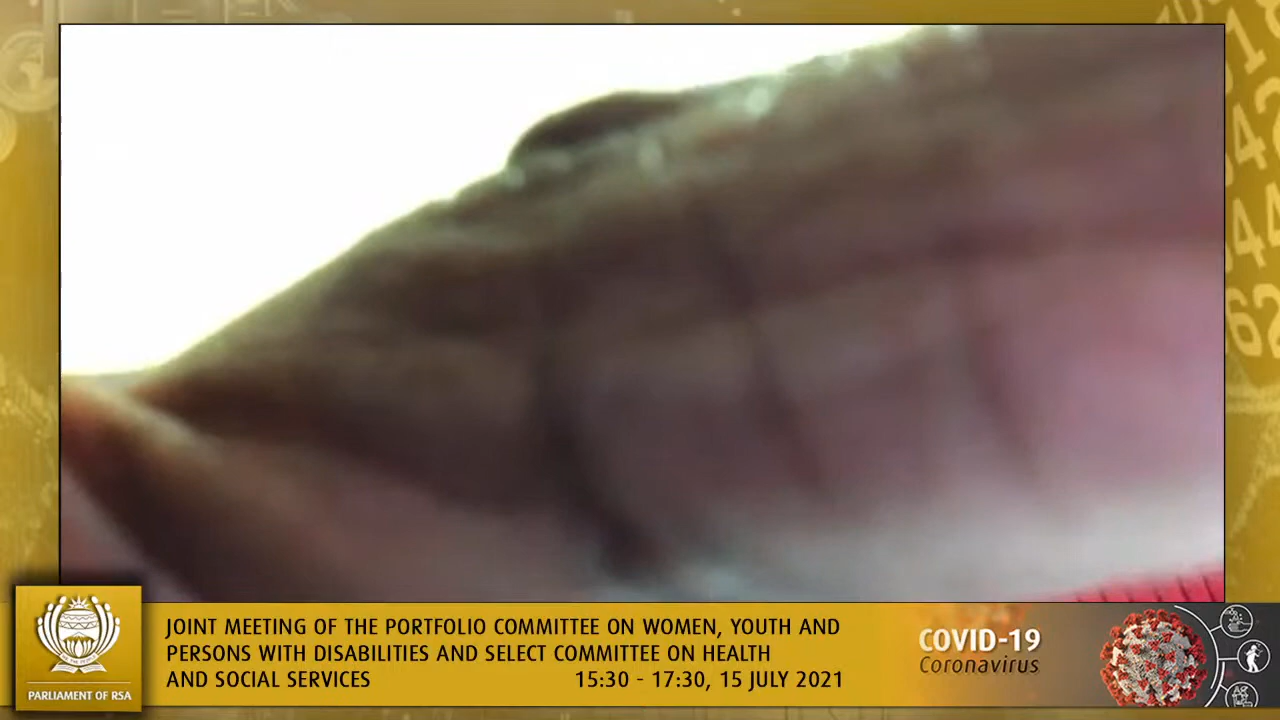 JOINT MEETING OF THE PORTFOLIO COMMITTEE ON WOMEN, YOUTH AND
PERSONS WITH DISABILITIES AND SELECT COMMITTEE ON HEALTH
AND SOCIAL SERVICES 15:30 - 17:30, 15 JULY 2021
PARLIAMENT OF RSA
COVID-19
Coronavirus